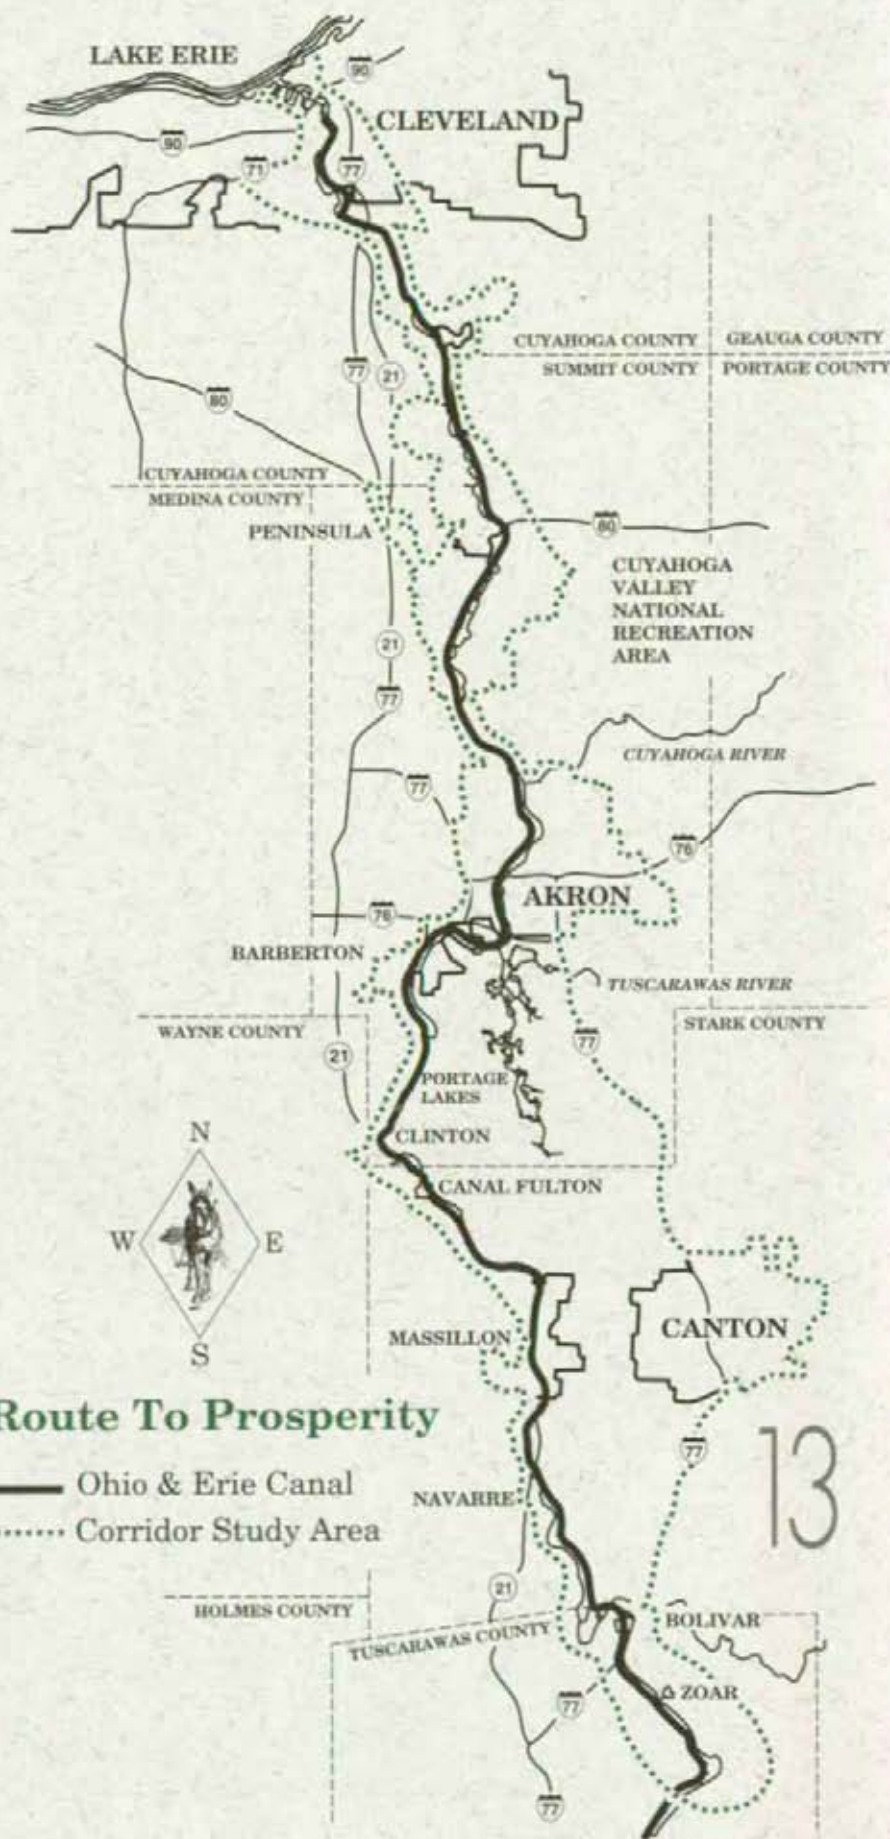 LAKE ERIE
90
CLEVELAND
90
71
77
CUYAHOGA COUNTY
GEAUGA COUNTY
SUMMIT COUNTY
PORTAGE COUNTY
77
21
80
CUYAHOGA COUNTY
MEDINA COUNTY
PENINSULA
80
CUYAHOGA
VALLEY
NATIONAL
RECREATION
AREA
21
77
CUYAHOGA RIVER
77
76
AKRON
76
BARBERTON
TUSCARAWAS RIVER
WAYNE COUNTY
STARK COUNTY
21
77
PORTAGE
LAKES
CLINTON
N
CANAL FULTON
W
E
MASSILLON
CANTON
S
Route To Prosperity
77
13
Ohio & Erie Canal
NAVARRE
Corridor Study Area
21
HOLMES COUNTY
BOLIVAR
TUSCARAWAS COUNTY
ZOAR
77
77